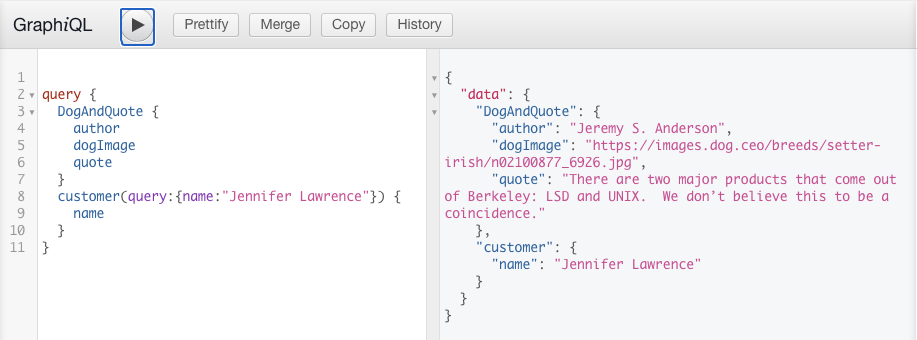 GraphiQL
Prettify
Merge
Copy
History
1
2 query {
3 DogAndQuote {
4 author
5 dogImage
6 quote
7 }
8 customer(query:{name:"Jennifer Lawrence"}) {
9 name
10 }
11 }
{
"data": {
"DogAndQuote": {
"author": "Jeremy S. Anderson",
"dogImage": "https://images.dog.ceo/breeds/setter-
irish/n02100877_6926.jpg",
"quote": "There are two major products that come out
of Berkeley: LSD and UNIX.  We don’t believe this to be a
coincidence."
},
"customer": {
"name": "Jennifer Lawrence"
}
}
}